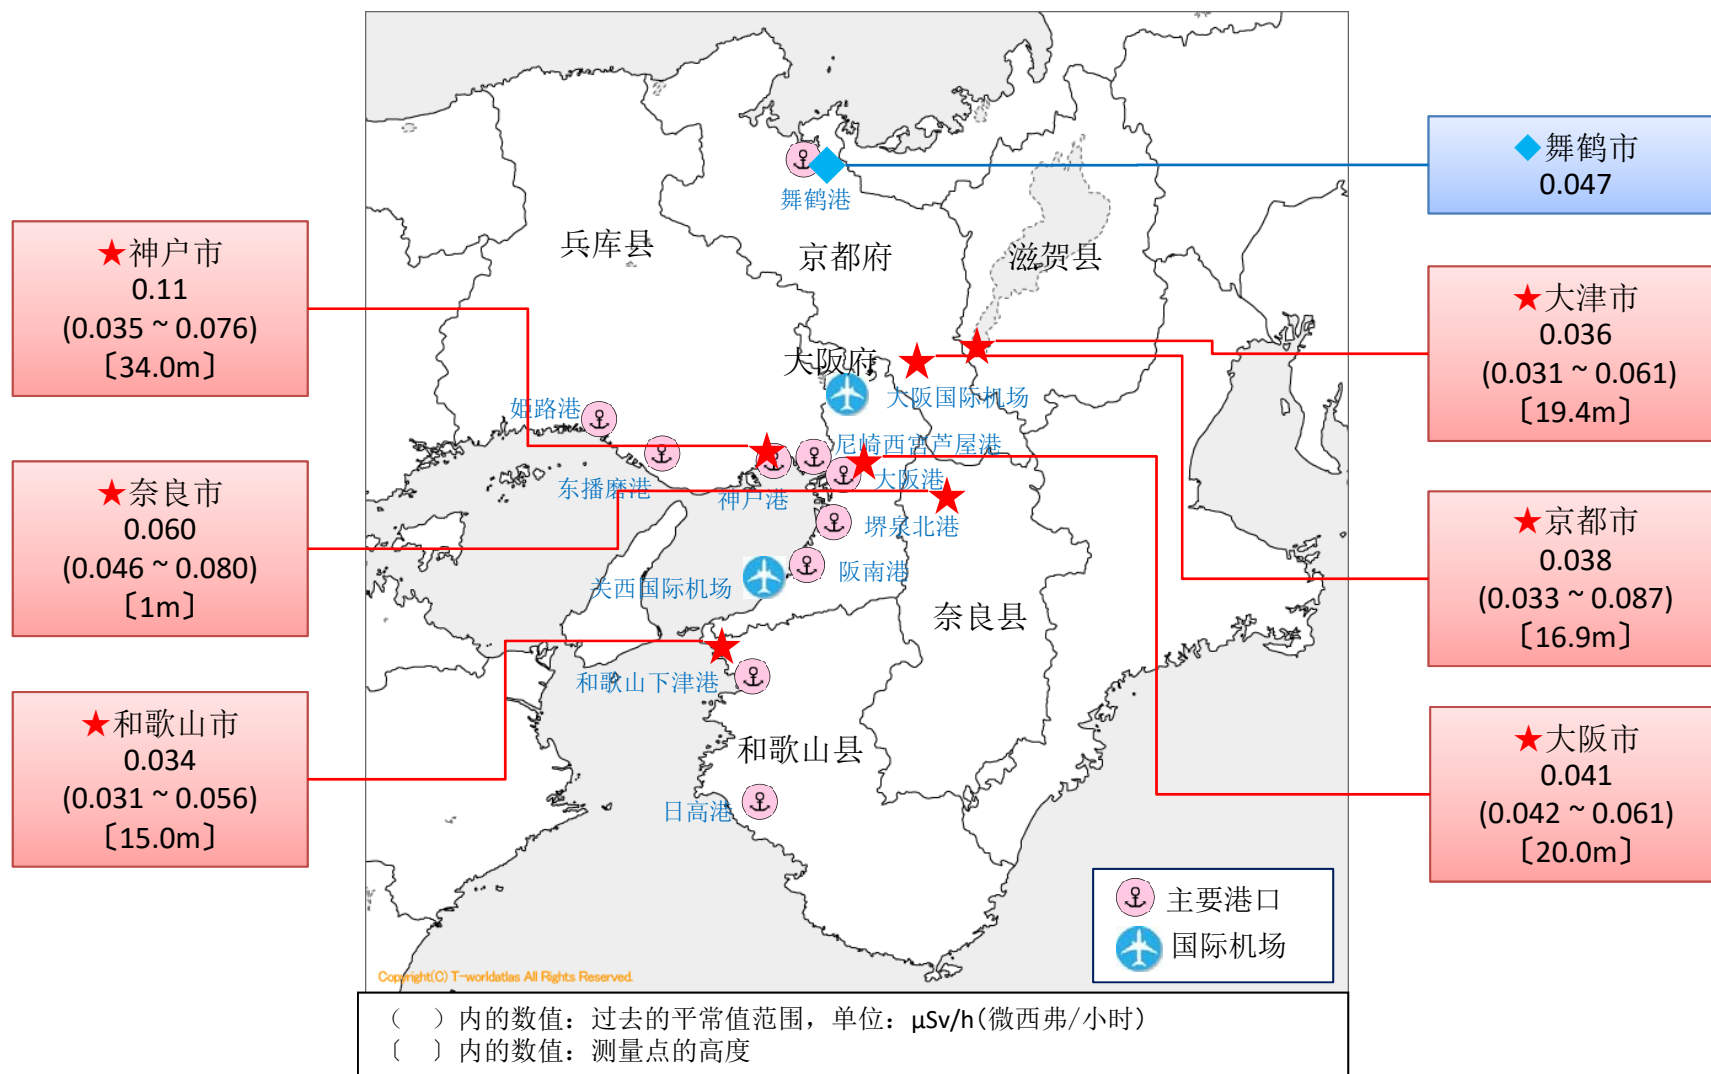 ★神户市
0.11
(0.035 ~ 0.076)
〔34.0m〕
★奈良市
0.060
(0.046 ~ 0.080)
〔1m〕
★和歌山市
0.034
(0.031 ~ 0.056)
〔15.0m〕
舞鹤港
兵库县
京都府
滋贺县
大阪府
大阪国际机场
姫路港
尼崎西宫芦屋港
东播磨港
神户港
大阪港
堺泉北港
关西国际机场
阪南港
奈良县
和歌山下津港
和歌山县
日高港
◆舞鹤市
0.047
★大津市
0.036
(0.031 ~ 0.061)
〔19.4m〕
★京都市
0.038
(0.033 ~ 0.087)
〔16.9m〕
★大阪市
0.041
(0.042 ~ 0.061)
〔20.0m〕
主要港口
国际机场
Copyright(C) T-worldatlas All Rights Reserved.
（　）内的数值：过去的平常值范围，单位：μSv/h(微西弗/小时)
〔　〕内的数值：测量点的高度